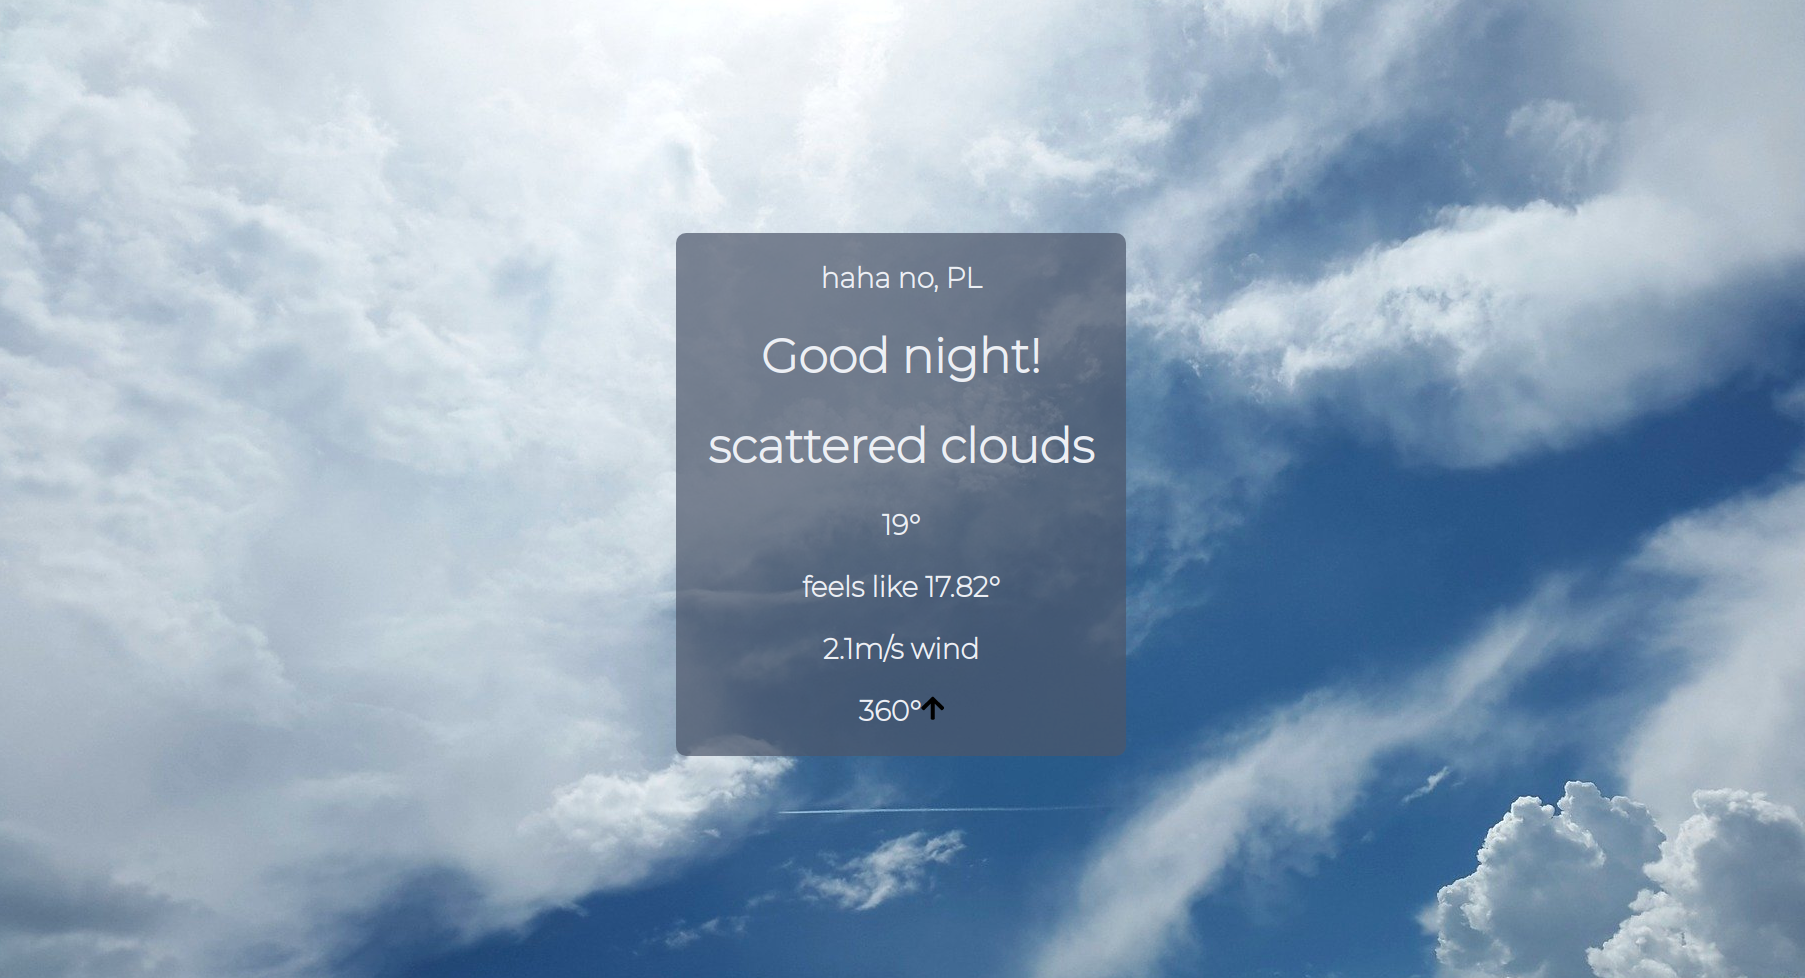 haha no, PL
Good night!
scattered clouds
19°
feels like 17.82°
2.1m/s wind
360°